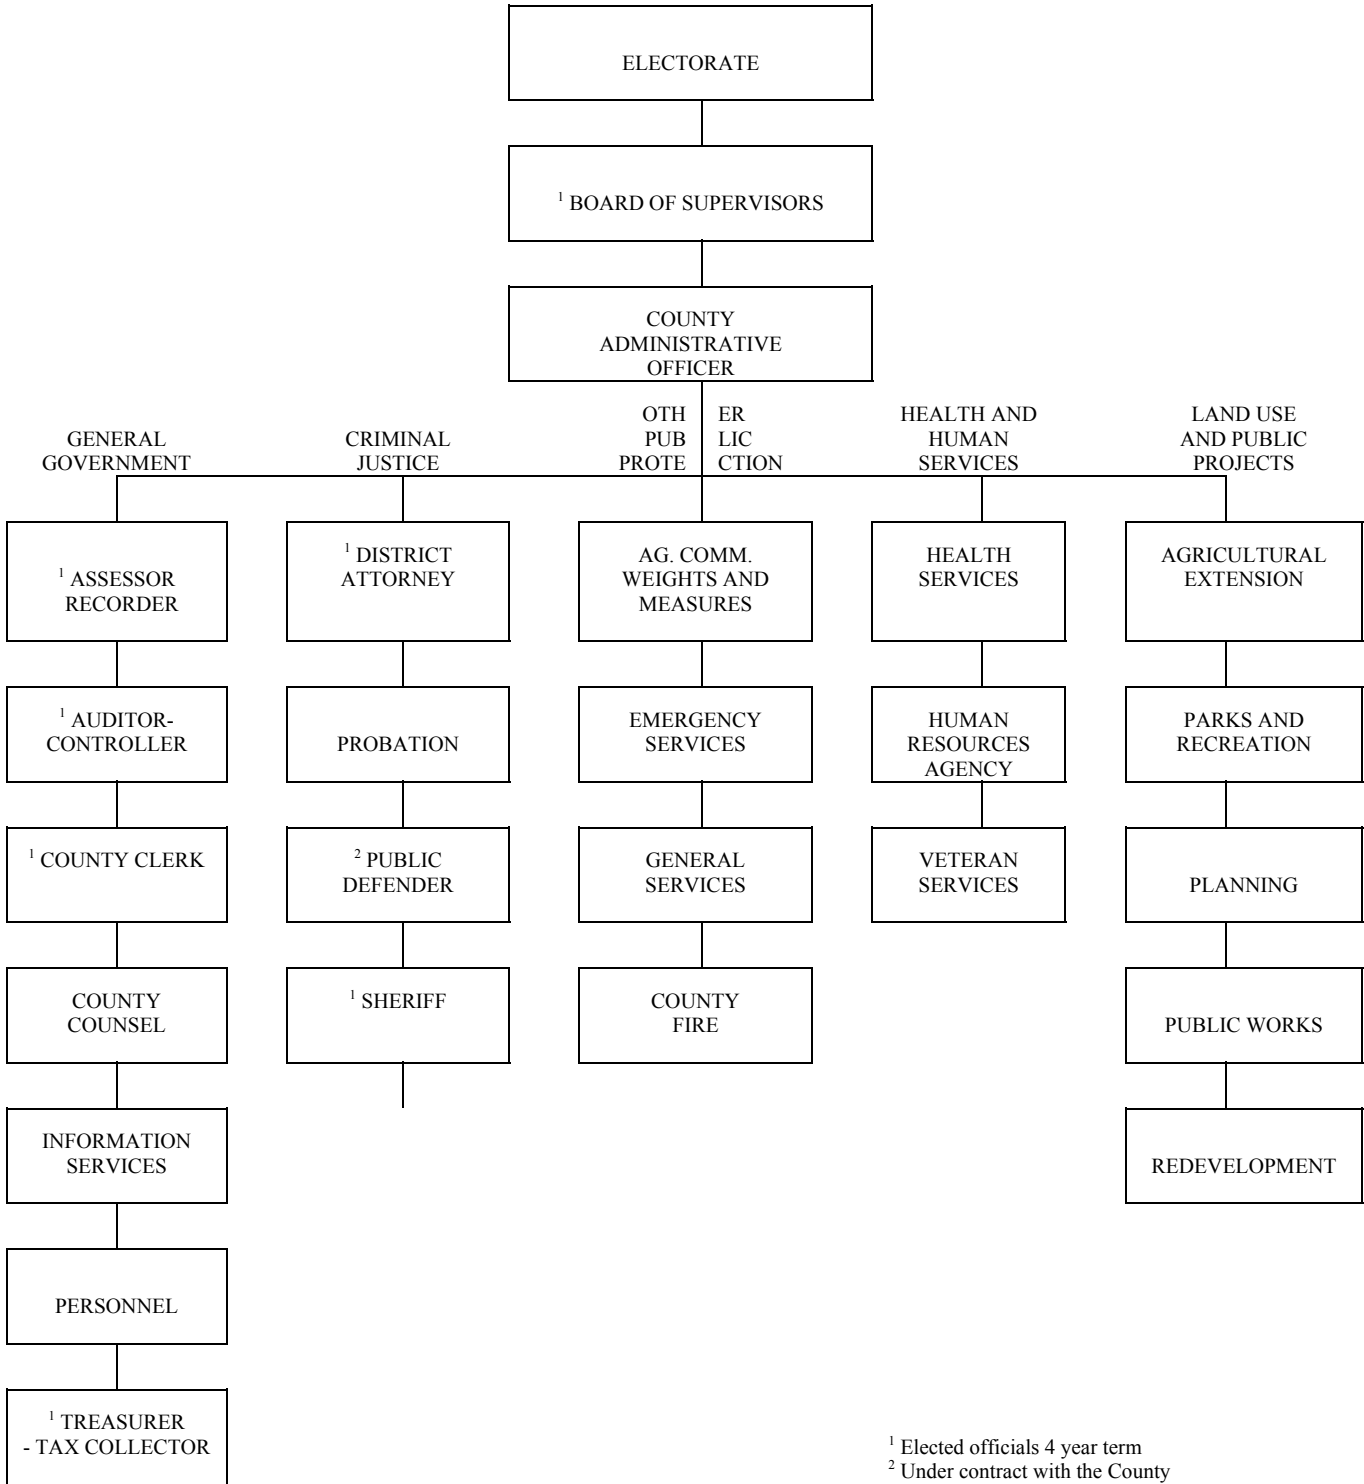 ELECTORATE
¹ BOARD OF SUPERVISORS
COUNTY
ADMINISTRATIVE
OFFICER
GENERAL
GOVERNMENT
CRIMINAL
JUSTICE
OTH ER
PUB LIC
PROTE CTION
HEALTH AND
HUMAN
SERVICES
LAND USE
AND PUBLIC
PROJECTS
¹ ASSESSOR
RECORDER
¹ AUDITOR-
CONTROLLER
¹ COUNTY CLERK
COUNTY
COUNSEL
INFORMATION
SERVICES
PERSONNEL
¹ TREASURER
- TAX COLLECTOR
¹ DISTRICT
ATTORNEY
PROBATION
² PUBLIC
DEFENDER
¹ SHERIFF
AG. COMM.
WEIGHTS AND
MEASURES
EMERGENCY
SERVICES
GENERAL
SERVICES
COUNTY
FIRE
HEALTH
SERVICES
HUMAN
RESOURCES
AGENCY
VETERAN
SERVICES
AGRICULTURAL
EXTENSION
PARKS AND
RECREATION
PLANNING
PUBLIC WORKS
REDEVELOPMENT
¹ Elected officials 4 year term
² Under contract with the County